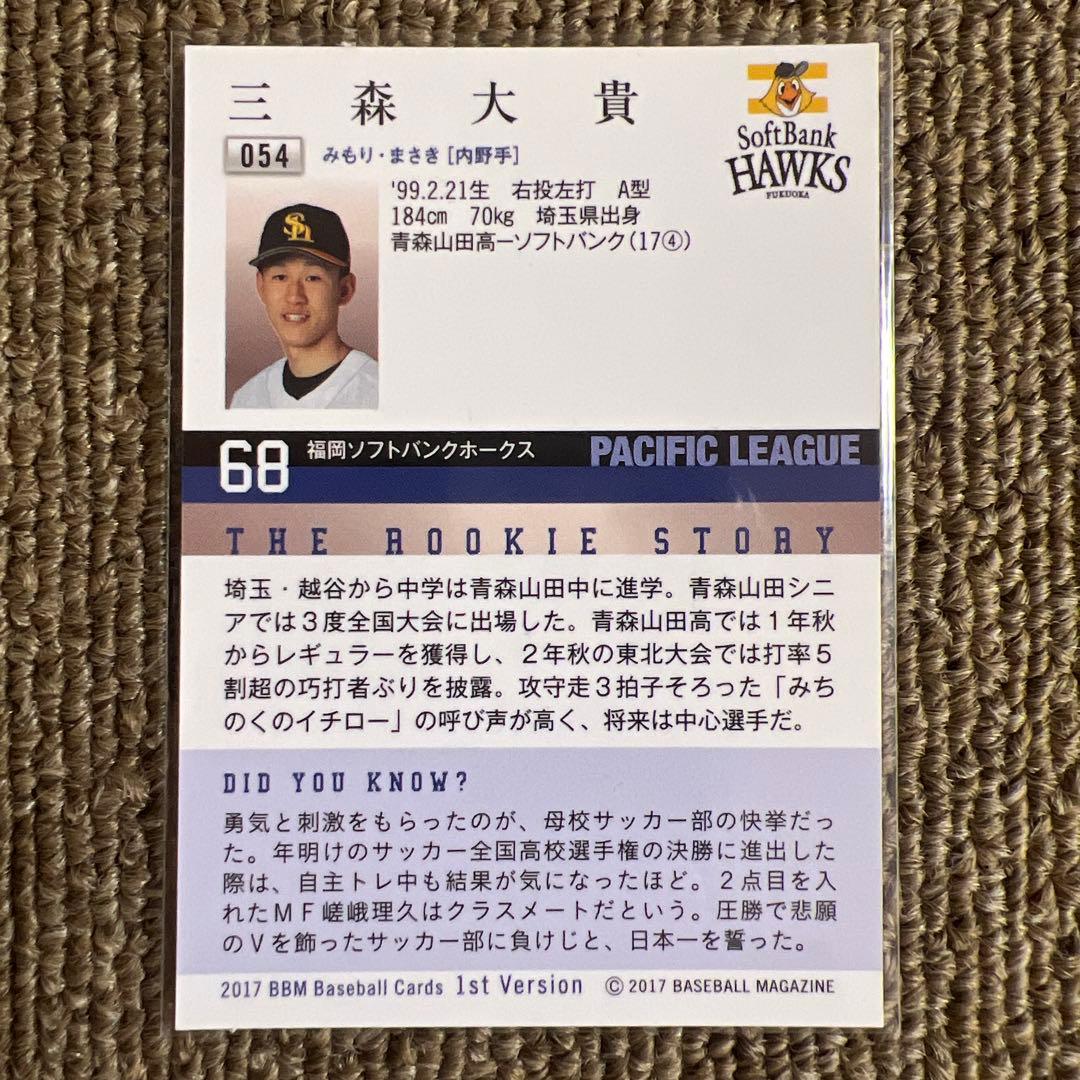 三森大貴
SoftBank
HAWKS
FUKUOKA
054 みもり・まさき [内野手]
'99.2.21生 右投左打 A型
184cm 70kg 埼玉県出身
青森山田高ーソフトバンク(17④)
68 福岡ソフトバンクホークス PACIFIC LEAGUE
THE ROOKIE STORY
埼玉・越谷から中学は青森山田中に進学。青森山田シニ
アでは3度全国大会に出場した。青森山田高では1年秋
からレギュラーを獲得し、2年秋の東北大会では打率5
割超の巧打者ぶりを披露。攻守走3拍子そろった「みち
のくのイチロー」の呼び声が高く、将来は中心選手だ。
DID YOU KNOW?
勇気と刺激をもらったのが、母校サッカー部の快挙だっ
た。年明けのサッカー全国高校選手権の決勝に進出した
際は、自主トレ中も結果が気になったほど。2点目を入
れたMF嵯峨理久はクラスメートだという。圧勝で悲願
のVを飾ったサッカー部に負けじと、日本一を誓った。
2017 BBM Baseball Cards 1st Version © 2017 BASEBALL MAGAZINE